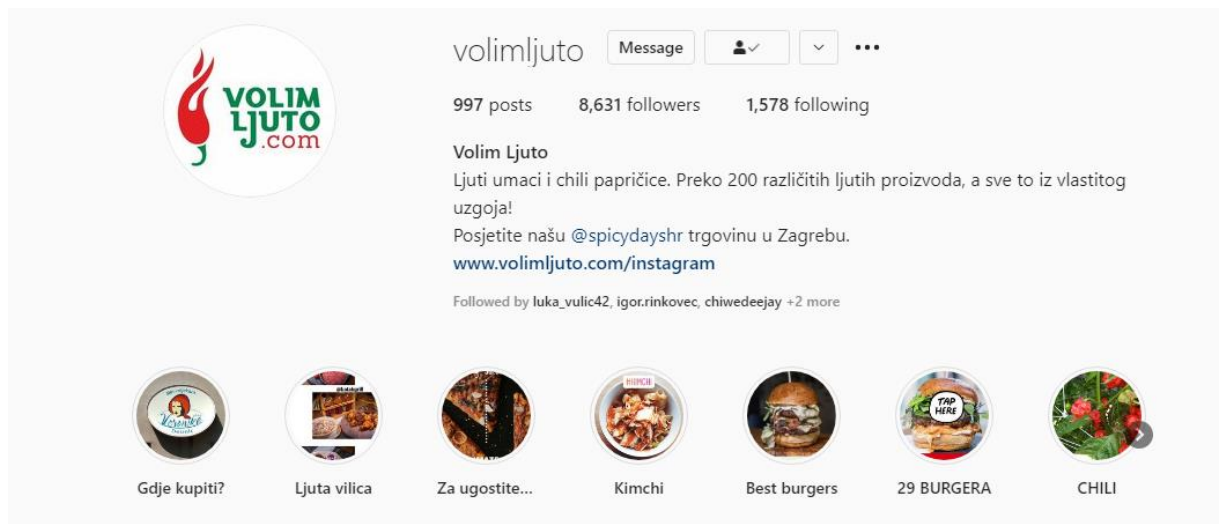 VOLIM
LJUTO
.com
volimljuto Message
997 posts 8,631 followers 1,578 following
Volim Ljuto
Ljuti umaci i chili papričice. Preko 200 različitih ljutih proizvoda, a sve to iz vlastitog
uzgoja!
Posjetite našu @spicydayshr trgovinu u Zagrebu.
www.volimljuto.com/instagram
Followed by luka_vulic42, igor.rinkovec, chiwedeejay +2 more
KIMCHI
TAP
HERE
Gdje kupiti? Ljuta vilica Za ugostite... Kimchi Best burgers 29 BURGERA CHILI